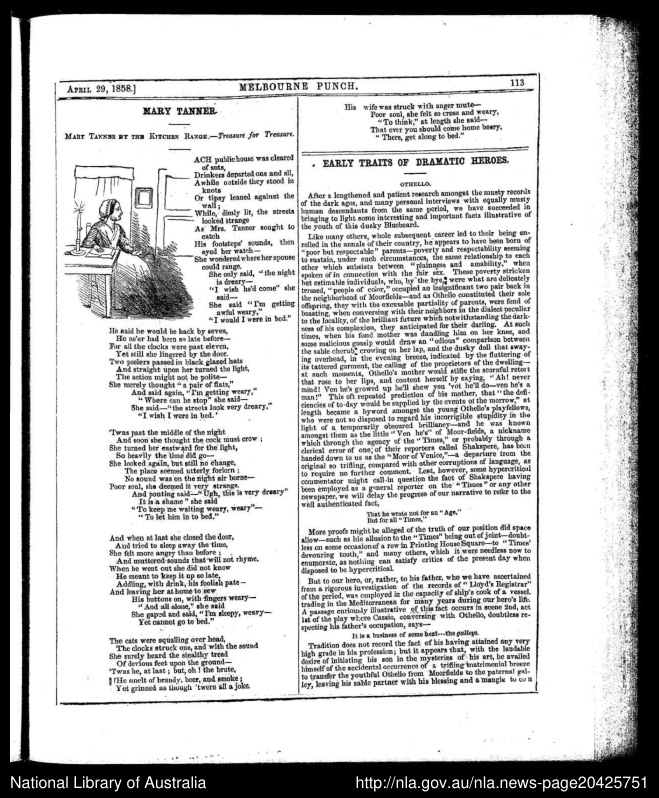 APRIL 29, 1858.]
MELBOURNE PUNCH.
113
MARY TANNER.
MARY TANNER BY THE KITCHEN RANGE.—Treasure for Treasure.
EACH public house was cleared
of sots,
Drinkers departed one and all,
Awhile outside they stood in
knots
Or tipsy leaned against the
wall;
While, dimly lit, the streets
looked strange
As Mrs. Tanner sought to
catch
His footsteps' sounds, then
eyed her watch—
She wondered where her spouse
could range.
She only said, "the night
is dreary—
"I wish he'd come" she
said—
She said "I'm getting
awful weary,"
"I would I were in bed."
He said he would be back by seven,
He ne'er had been so late before—
For all the clocks were past eleven,
Yet still she lingered by the door.
Two peelers passed in black glazed hats
And straight upon her turned the light,
The action might not be polite—
She merely thought "a pair of flats,"
And said again, "I'm getting weary,"
"Where can he stop" she said—
She said—"the streets look very dreary,"
"I wish I were in bed."
'Twas past the middle of the night
And soon she thought the cock must crow;
She turned her eastward for the light,
So heavily the time did go—
She looked again, but still no change,
The place seemed utterly forlorn;
No sound was on the night air borne—
Poor soul, she deemed it very strange.
And pouting said—"Ugh, this is very dreary"
It is a shame" she said
"To keep me waiting weary, weary"—
"To let him in to bed."
And when at last she closed the door,
And tried to sleep away the time,
She felt more angry than before;
And muttered sounds that will not rhyme.
When he went out she did not know
He meant to keep it up so late,
Addling, with drink, his foolish pate—
And leaving her at home to sew
His buttons on, with fingers weary—
"And all alone," she said
She gaped and said, "I'm sleepy, weary—
Yet cannot go to bed."
The cats were squalling over head,
The clocks struck one, and with the sound
She surely heard the stealthy tread
Of devious feet upon the ground—
'Twas he, at last; but, oh! the brute,
He smelt of brandy, beer, and smoke;
Yet grinned as though 'twere all a joke.
His wife was struck with anger mute—
Poor soul, she felt so cross and weary,
"To think," at length she said—
That ever you should come home beery,
"There, get along to bed."
EARLY TRAITS OF DRAMATIC HEROES.
OTHELLO.
After a lengthened and patient research amongst the musty records
of the dark ages, and many personal interviews with equally musty
human descendants from the same period, we have succeeded in
bringing to light some interesting and important facts illustrative of
the youth of this dusky Bluebeard.
Like many others, whose subsequent career led to their being en-
rolled in the annals of their country, he appears to have been born of
"poor but respectable" parents—poverty and respectability seeming
to sustain, under such circumstances, the same relationship to each
other which subsists between "plainness and amability," when
spoken of in connection with the fair sex. These poverty stricken
but estimable individuals, who, by the bye, were what are delicately
termed, "people of color," occupied an insignificant two pair back in
the neighborhood of Moorfields—and as Othello constituted their sole
offspring, they with the excusable partiality of parents, were fond of
boasting, when conversing with their neighbors in the dialect peculiar
to the locality, of the brilliant future which notwithstanding the dark-
ness of his complexion, they anticipated for their darling. At such
times, when his fond mother was dandling him on her knee, and
some malicious gossip would draw an "odious" comparison between
the sable cherub, crowing on her lap, and the dusky doll that sway-
ing overhead, in the evening breeze, indicated by the fluttering of
its tattered garment, the calling of the proprietors of the dwelling—
at such moments, Othello's mother would stifle the scornful retort
that rose to her lips, and content herself by saying, "Ah! never
mind! Ven he's growed up he'll shew you 'vot he'll do—ven he's a
man!" This oft repeated prediction of his mother, that "the defi-
ciencies of to-day would be supplied by the events of the morrow," at
length became a byword amongst the young Othello's playfellows,
who were not to disposed to regard his incorrigible stupidity in the
light of a temporarily obscured brilliancy—and he was known
amongst them as the little "Ven he's" of Moor-fields, a nickname
which through the agency of the "Times," or probably through a
clerical error of one of their reporters called Shakspere, has been
handed down to us as the "Moor of Venice,"—a departure from the
original so trifling, compared with other corruptions of language, as
to require no further comment. Lest, however, some hypercritical
commentator might call in question the fact of Shakspere having
been employed as a general reporter on the "Times" or any other
newspaper, we will delay the progress of our narrative to refer to the
well authenticated fact,
That he wrote not for an "Age,"
But for all "Times,"
More proofs might be alleged of the truth of our position did space
allow—such as his allusion to the "Times" being out of joint—doubt-
less on some occasion of a row in Printing House Square—to "Times'
devouring tooth," and many others, which it were needless now to
enumerate, as nothing can satisfy critics of the present day when
disposed to be hypercritical.
But to our hero, or, rather, to his father, who we have ascertained
from a rigorous investigation of the records of "Lloyd's Registrar"
of the period, was employed in the capacity of ship's cook of a vessel,
trading in the Mediterranean for many years during our hero's life.
A passage curiously illustrative of this fact occurs in scene 2nd, act
1st of the play where Cassio, conversing with Othello, doubtless re-
specting his father's occupation, says—
It is a business of some heat—the galleys.
Tradition does not record the fact of his having attained any very
high grade in his profession; but it appears that, with the laudable
desire of initiating his son in the mysteries of his art, he availed
himself of the accidental occurrence of a trifling matrimonial breeze
to transfer the youthful Othello from Moorfields to the paternal gal-
ley, leaving his sable partner with his blessing and a mangle to
National Library of Australia
http://nla.gov.au/nla.news-page20425751